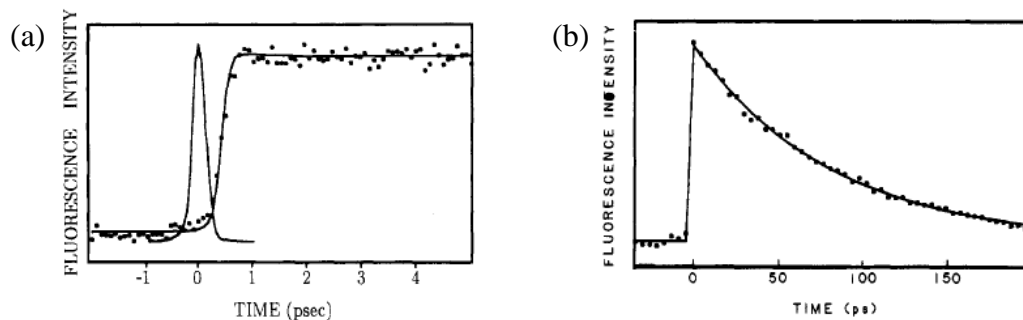 (a)
FLUORESCENCE INTENSITY
-1 0 1 2 3 4
TIME (psec)
(b)
FLUORESCENCE INTENSITY
0 50 100 150
TIME (ps)